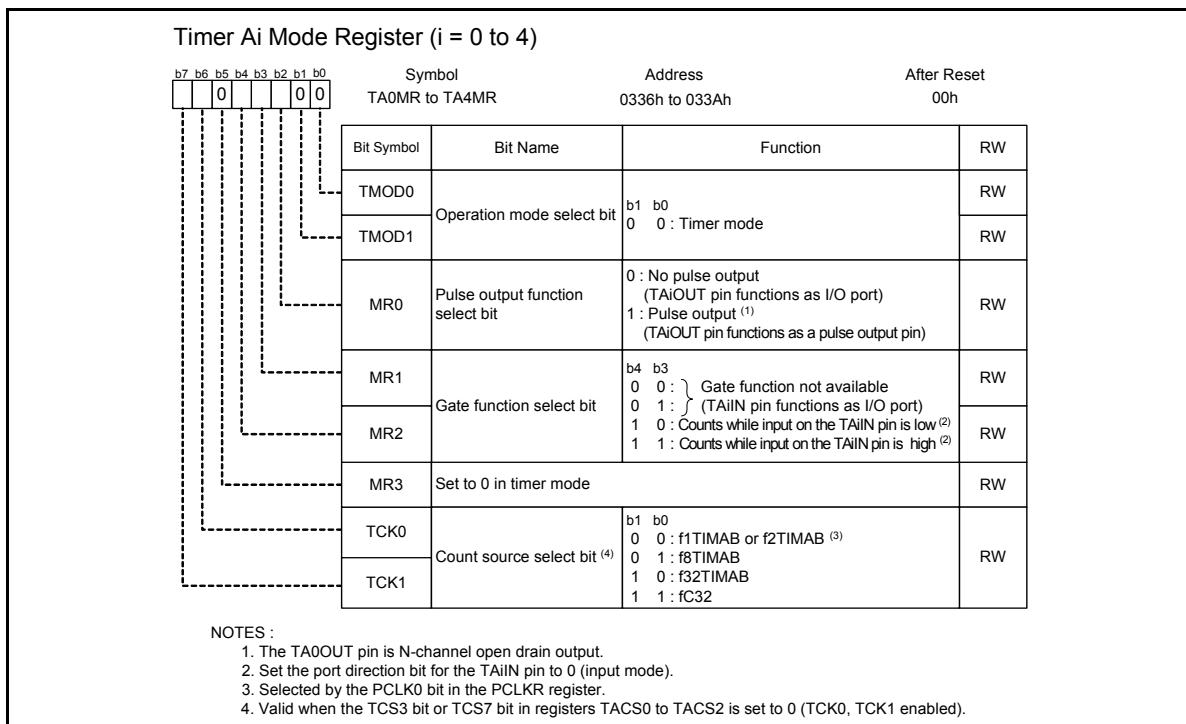 Timer Ai Mode Register (i = 0 to 4)
b7 b6 b5 b4 b3 b2 b1 b0
0 0 0
Symbol Address After Reset
TA0MR to TA4MR 0336h to 033Ah 00h
Bit Symbol Bit Name Function RW
TMOD0 RW
Operation mode select bit
b1 b0
0 0 : Timer mode
TMOD1 RW
MR0
Pulse output function
select bit
0 : No pulse output
(TAiOUT pin functions as I/O port)
1 : Pulse output (1)
(TAiOUT pin functions as a pulse output pin)
RW
MR1 RW
Gate function select bit
b4 b3
0 0 : Gate function not available
0 1 : (TAiIN pin functions as I/O port)
1 0 : Counts while input on the TAiIN pin is low (2)
1 1 : Counts while input on the TAiIN pin is high (2)
MR2 RW
MR3 Set to 0 in timer mode RW
TCK0
Count source select bit (4)
b1 b0
0 0 : f1TIMAB or f2TIMAB (3)
0 1 : f8TIMAB
1 0 : f32TIMAB
1 1 : fC32
RW
TCK1
NOTES :
1. The TA0OUT pin is N-channel open drain output.
2. Set the port direction bit for the TAiIN pin to 0 (input mode).
3. Selected by the PCLK0 bit in the PCLKR register.
4. Valid when the TCS3 bit or TCS7 bit in registers TACS0 to TACS2 is set to 0 (TCK0, TCK1 enabled).